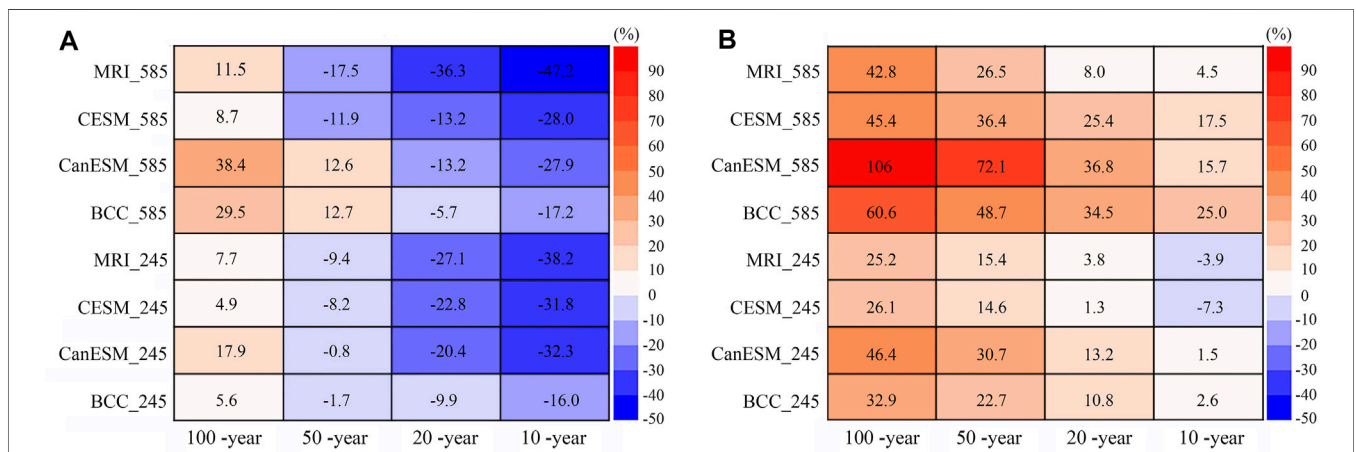 A
(%)
MRI_585 11.5 -17.5 -36.3 -47.2
CESM_585 8.7 -11.9 -13.2 -28.0
CanESM_585 38.4 12.6 -13.2 -27.9
BCC_585 29.5 12.7 -5.7 -17.2
MRI_245 7.7 -9.4 -27.1 -38.2
CESM_245 4.9 -8.2 -22.8 -31.8
CanESM_245 17.9 -0.8 -20.4 -32.3
BCC_245 5.6 -1.7 -9.9 -16.0
100 -year 50 -year 20 -year 10 -year
90
80
70
60
50
40
30
20
10
0
-10
-20
-30
-40
-50
B
(%)
MRI_585 42.8 26.5 8.0 4.5
CESM_585 45.4 36.4 25.4 17.5
CanESM_585 106 72.1 36.8 15.7
BCC_585 60.6 48.7 34.5 25.0
MRI_245 25.2 15.4 3.8 -3.9
CESM_245 26.1 14.6 1.3 -7.3
CanESM_245 46.4 30.7 13.2 1.5
BCC_245 32.9 22.7 10.8 2.6
100 -year 50 -year 20 -year 10 -year
90
80
70
60
50
40
30
20
10
0
-10
-20
-30
-40
-50